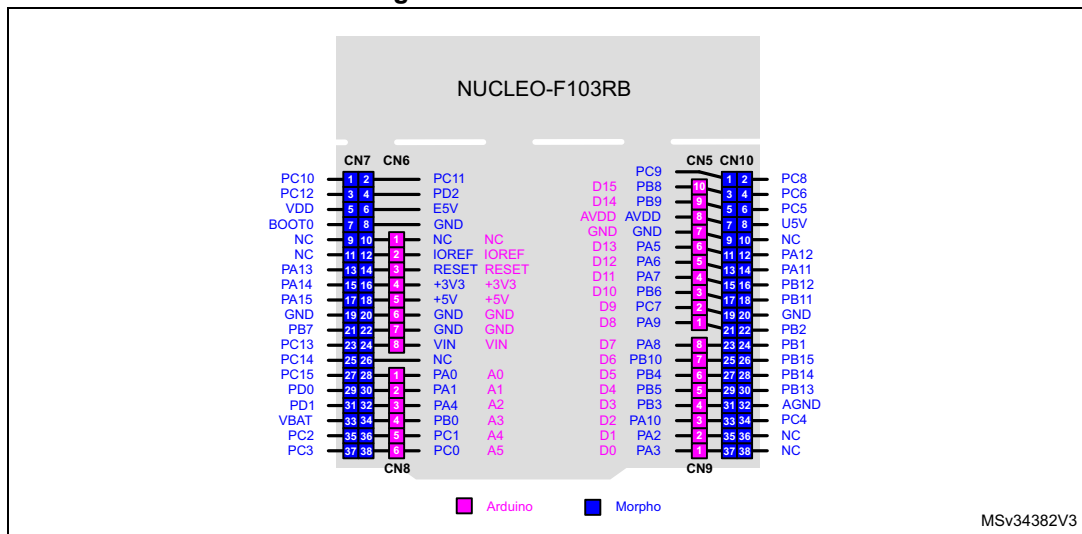 NUCLEO-F103RB
CN7 CN6 CN5 CN10
PC10 1 2 PC11 PC9 1 2 PC8
PC12 3 4 PD2 D15 PB8 10 3 4 PC6
VDD 5 6 E5V D14 PB9 9 5 6 PC5
BOOT0 7 8 GND AVDD AVDD 8 7 8 U5V
NC 9 10 1 NC NC GND GND 7 9 10 NC
NC 11 12 2 IOREF IOREF D13 PA5 6 11 12 PA12
PA13 13 14 3 RESET RESET D12 PA6 5 13 14 PA11
PA14 15 16 4 +3V3 +3V3 D11 PA7 4 15 16 PB12
PA15 17 18 5 +5V +5V D10 PB6 3 17 18 PB11
GND 19 20 6 GND GND D9 PC7 2 19 20 GND
PB7 21 22 7 GND GND D8 PA9 1 21 22 PB2
PC13 23 24 8 VIN VIN D7 PA8 8 23 24 PB1
PC14 25 26 NC D6 PB10 7 25 26 PB15
PC15 27 28 1 PA0 A0 D5 PB4 6 27 28 PB14
PD0 29 30 2 PA1 A1 D4 PB5 5 29 30 PB13
PD1 31 32 3 PA4 A2 D3 PB3 4 31 32 AGND
VBAT 33 34 4 PB0 A3 D2 PA10 3 33 34 PC4
PC2 35 36 5 PC1 A4 D1 PA2 2 35 36 NC
PC3 37 38 6 PC0 A5 D0 PA3 1 37 38 NC
CN8 CN9
Arduino Morpho
MSv34382V3